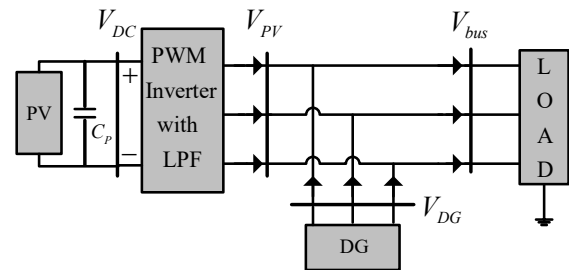 V_DC
V_PV
V_bus
PV
+
C_P
−
PWM
Inverter
with
LPF
L
O
A
D
V_DG
DG